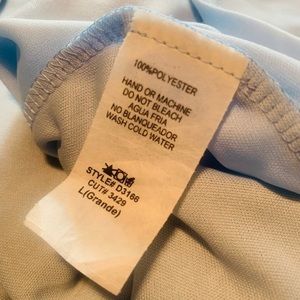 100%POLYESTER
HAND OR MACHINE
DO NOT BLEACH
AGUA FRIA
NO BLANQUEADOR
WASH COLD WATER
STYLE# D3166
CUT# 3429
L(Grande)